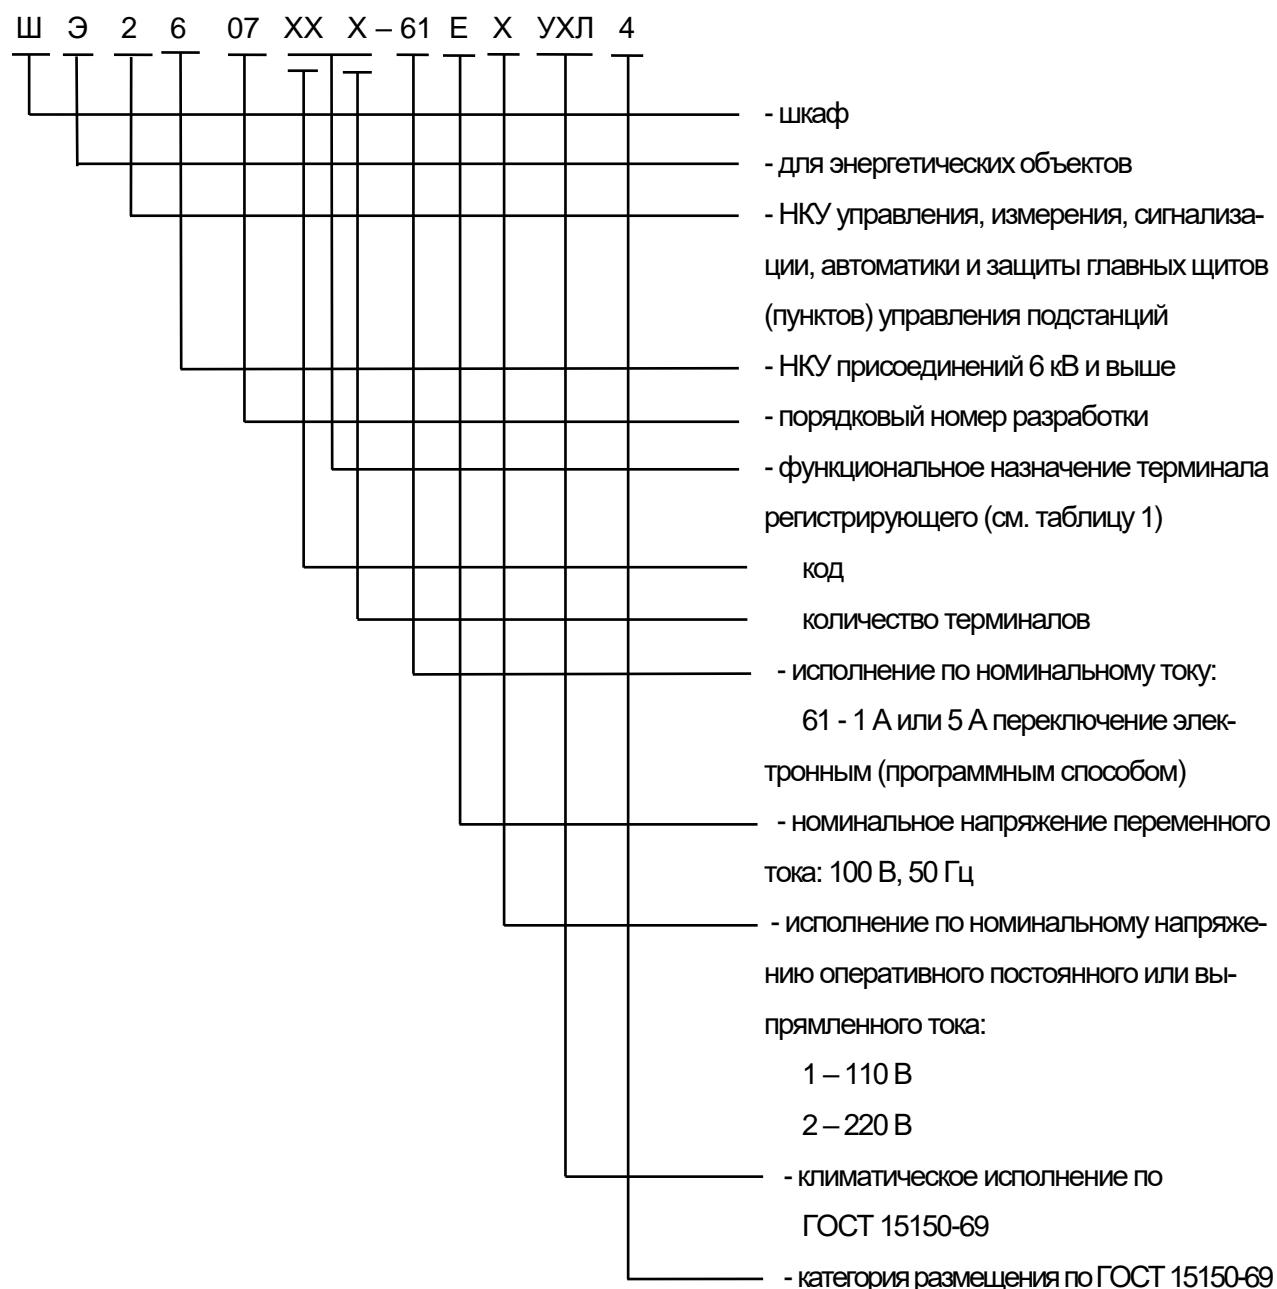 Ш Э 2 6 07 ХХ Х – 61 Е Х УХЛ 4
- шкаф
- для энергетических объектов
- НКУ управления, измерения, сигнализа-
ции, автоматики и защиты главных щитов
(пунктов) управления подстанций
- НКУ присоединений 6 кВ и выше
- порядковый номер разработки
- функциональное назначение терминала
регистрирующего (см. таблицу 1)
код
количество терминалов
- исполнение по номинальному току:
61 - 1 А или 5 А переключение элек-
тронным (программным способом)
- номинальное напряжение переменного
тока: 100 В, 50 Гц
- исполнение по номинальному напряже-
нию оперативного постоянного или вы-
прямленного тока:
1 – 110 В
2 – 220 В
- климатическое исполнение по
ГОСТ 15150-69
- категория размещения по ГОСТ 15150-69